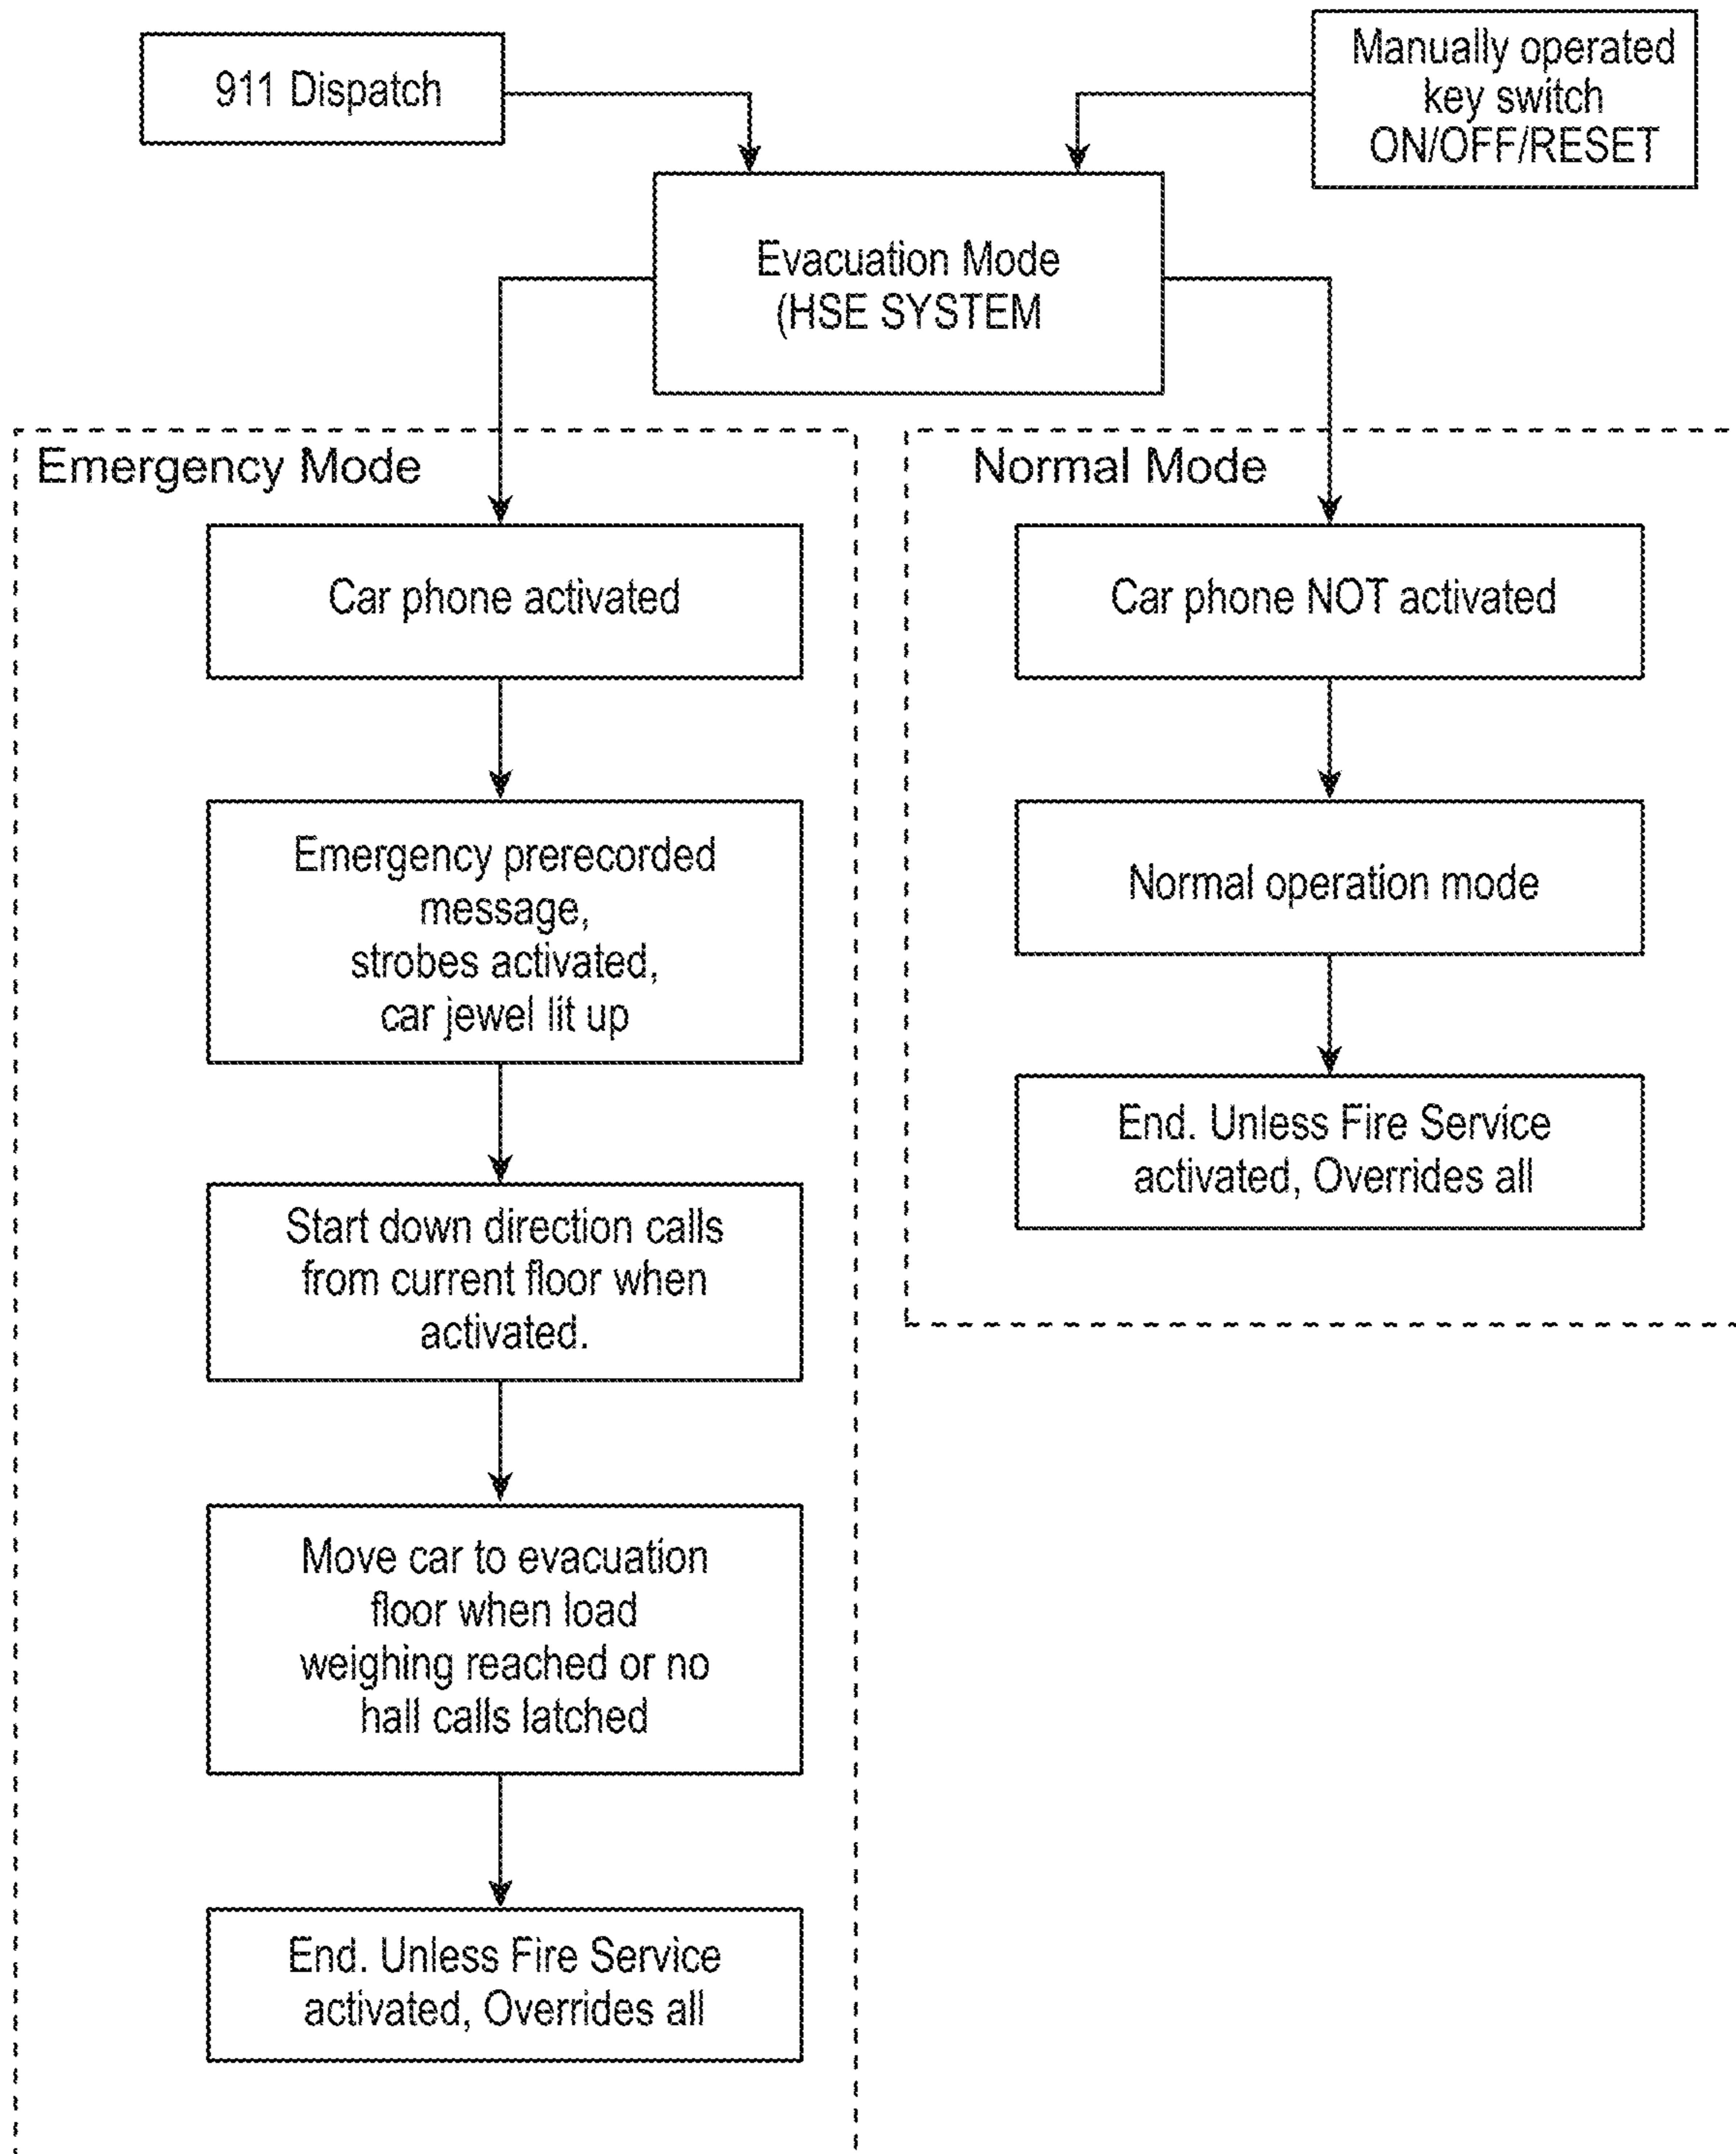 911 Dispatch
Manually operated
key switch
ON/OFF/RESET
Evacuation Mode
(HSE SYSTEM
Emergency Mode
Car phone activated
Emergency prerecorded
message,
strobes activated,
car jewel lit up
Start down direction calls
from current floor when
activated.
Move car to evacuation
floor when load
weighing reached or no
hall calls latched
End. Unless Fire Service
activated, Overrides all
Normal Mode
Car phone NOT activated
Normal operation mode
End. Unless Fire Service
activated, Overrides all